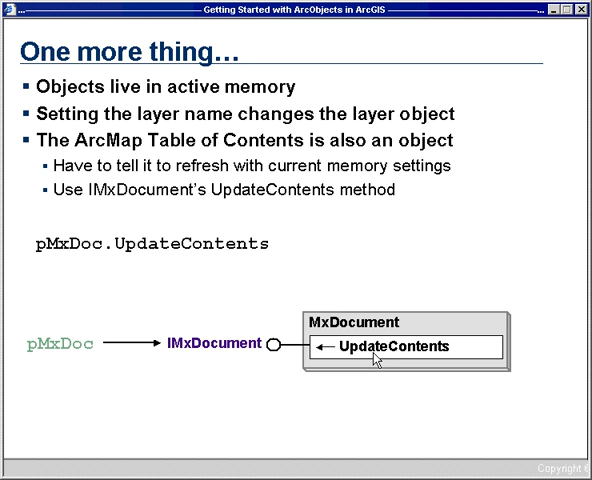 ...
Getting Started with ArcObjects in ArcGIS
...
One more thing…
▪ Objects live in active memory
▪ Setting the layer name changes the layer object
▪ The ArcMap Table of Contents is also an object
▪ Have to tell it to refresh with current memory settings
▪ Use IMxDocument's UpdateContents method
pMxDoc.UpdateContents
MxDocument
pMxDoc IMxDocument UpdateContents
Copyright ©